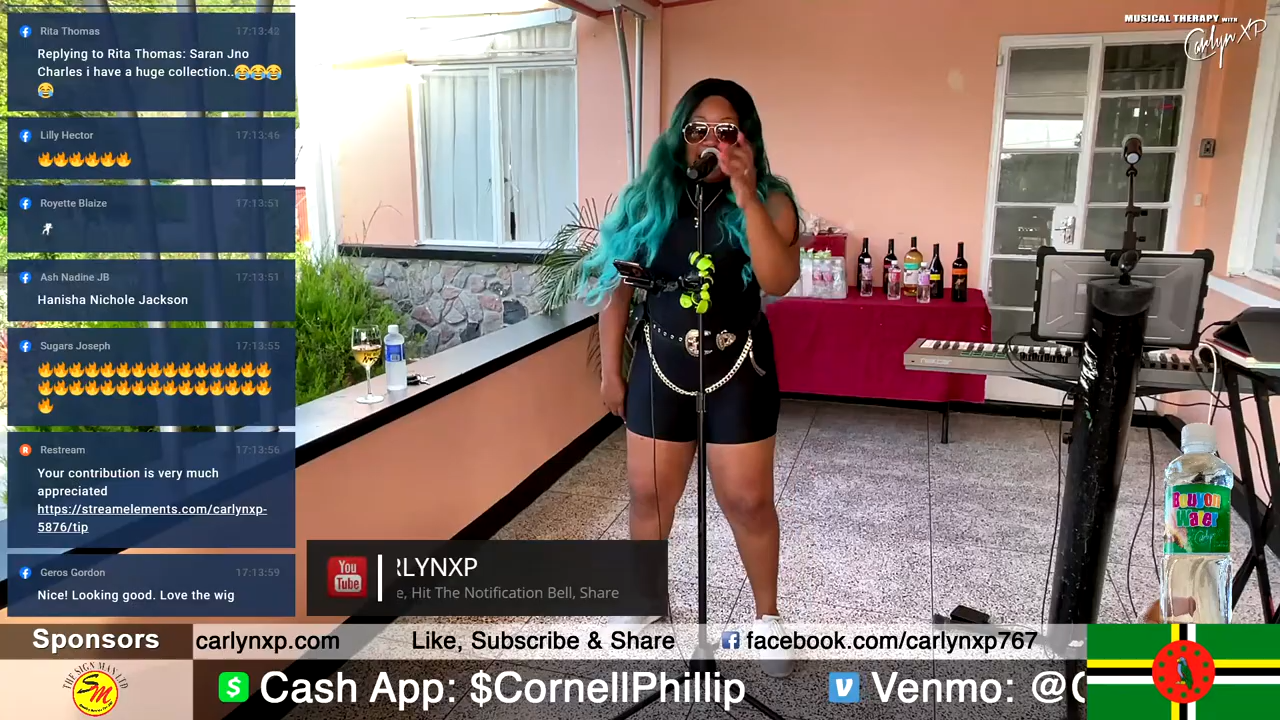 Rita Thomas 17:13:43
Replying to Rita Thomas: Saran Jno
Charles i have a huge collection..😂😂😂
😂
Lilly Hector 17:13:46
🔥🔥🔥🔥🔥🔥
Royette Blaize 17:13:51
Ash Nadine JB 17:13:51
Hanisha Nichole Jackson
Sugars Joseph 17:13:55
🔥🔥🔥🔥🔥🔥🔥🔥🔥🔥🔥🔥🔥🔥🔥
🔥🔥🔥🔥🔥🔥🔥🔥🔥🔥🔥🔥🔥🔥🔥
🔥
Restream 17:13:56
Your contribution is very much
appreciated
https://streamelements.com/carlynxp-
5876/tip
Geros Gordon 17:13:59
Nice! Looking good. Love the wig
MUSICAL THERAPY WITH
Carlyn XP
You
Tube
RLYNXP
e, Hit The Notification Bell, Share
Bouyon
Water
Carlyn
Sponsors
carlynxp.com Like, Subscribe & Share facebook.com/carlynxp767
THE SIGN MAN LTD
SM
Cash App: $CornellPhillip Venmo: @